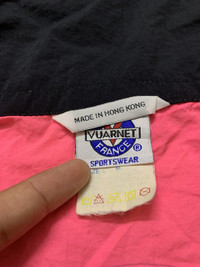 MADE IN HONG KONG
VUARNET
FRANCE
®
SPORTSWEAR